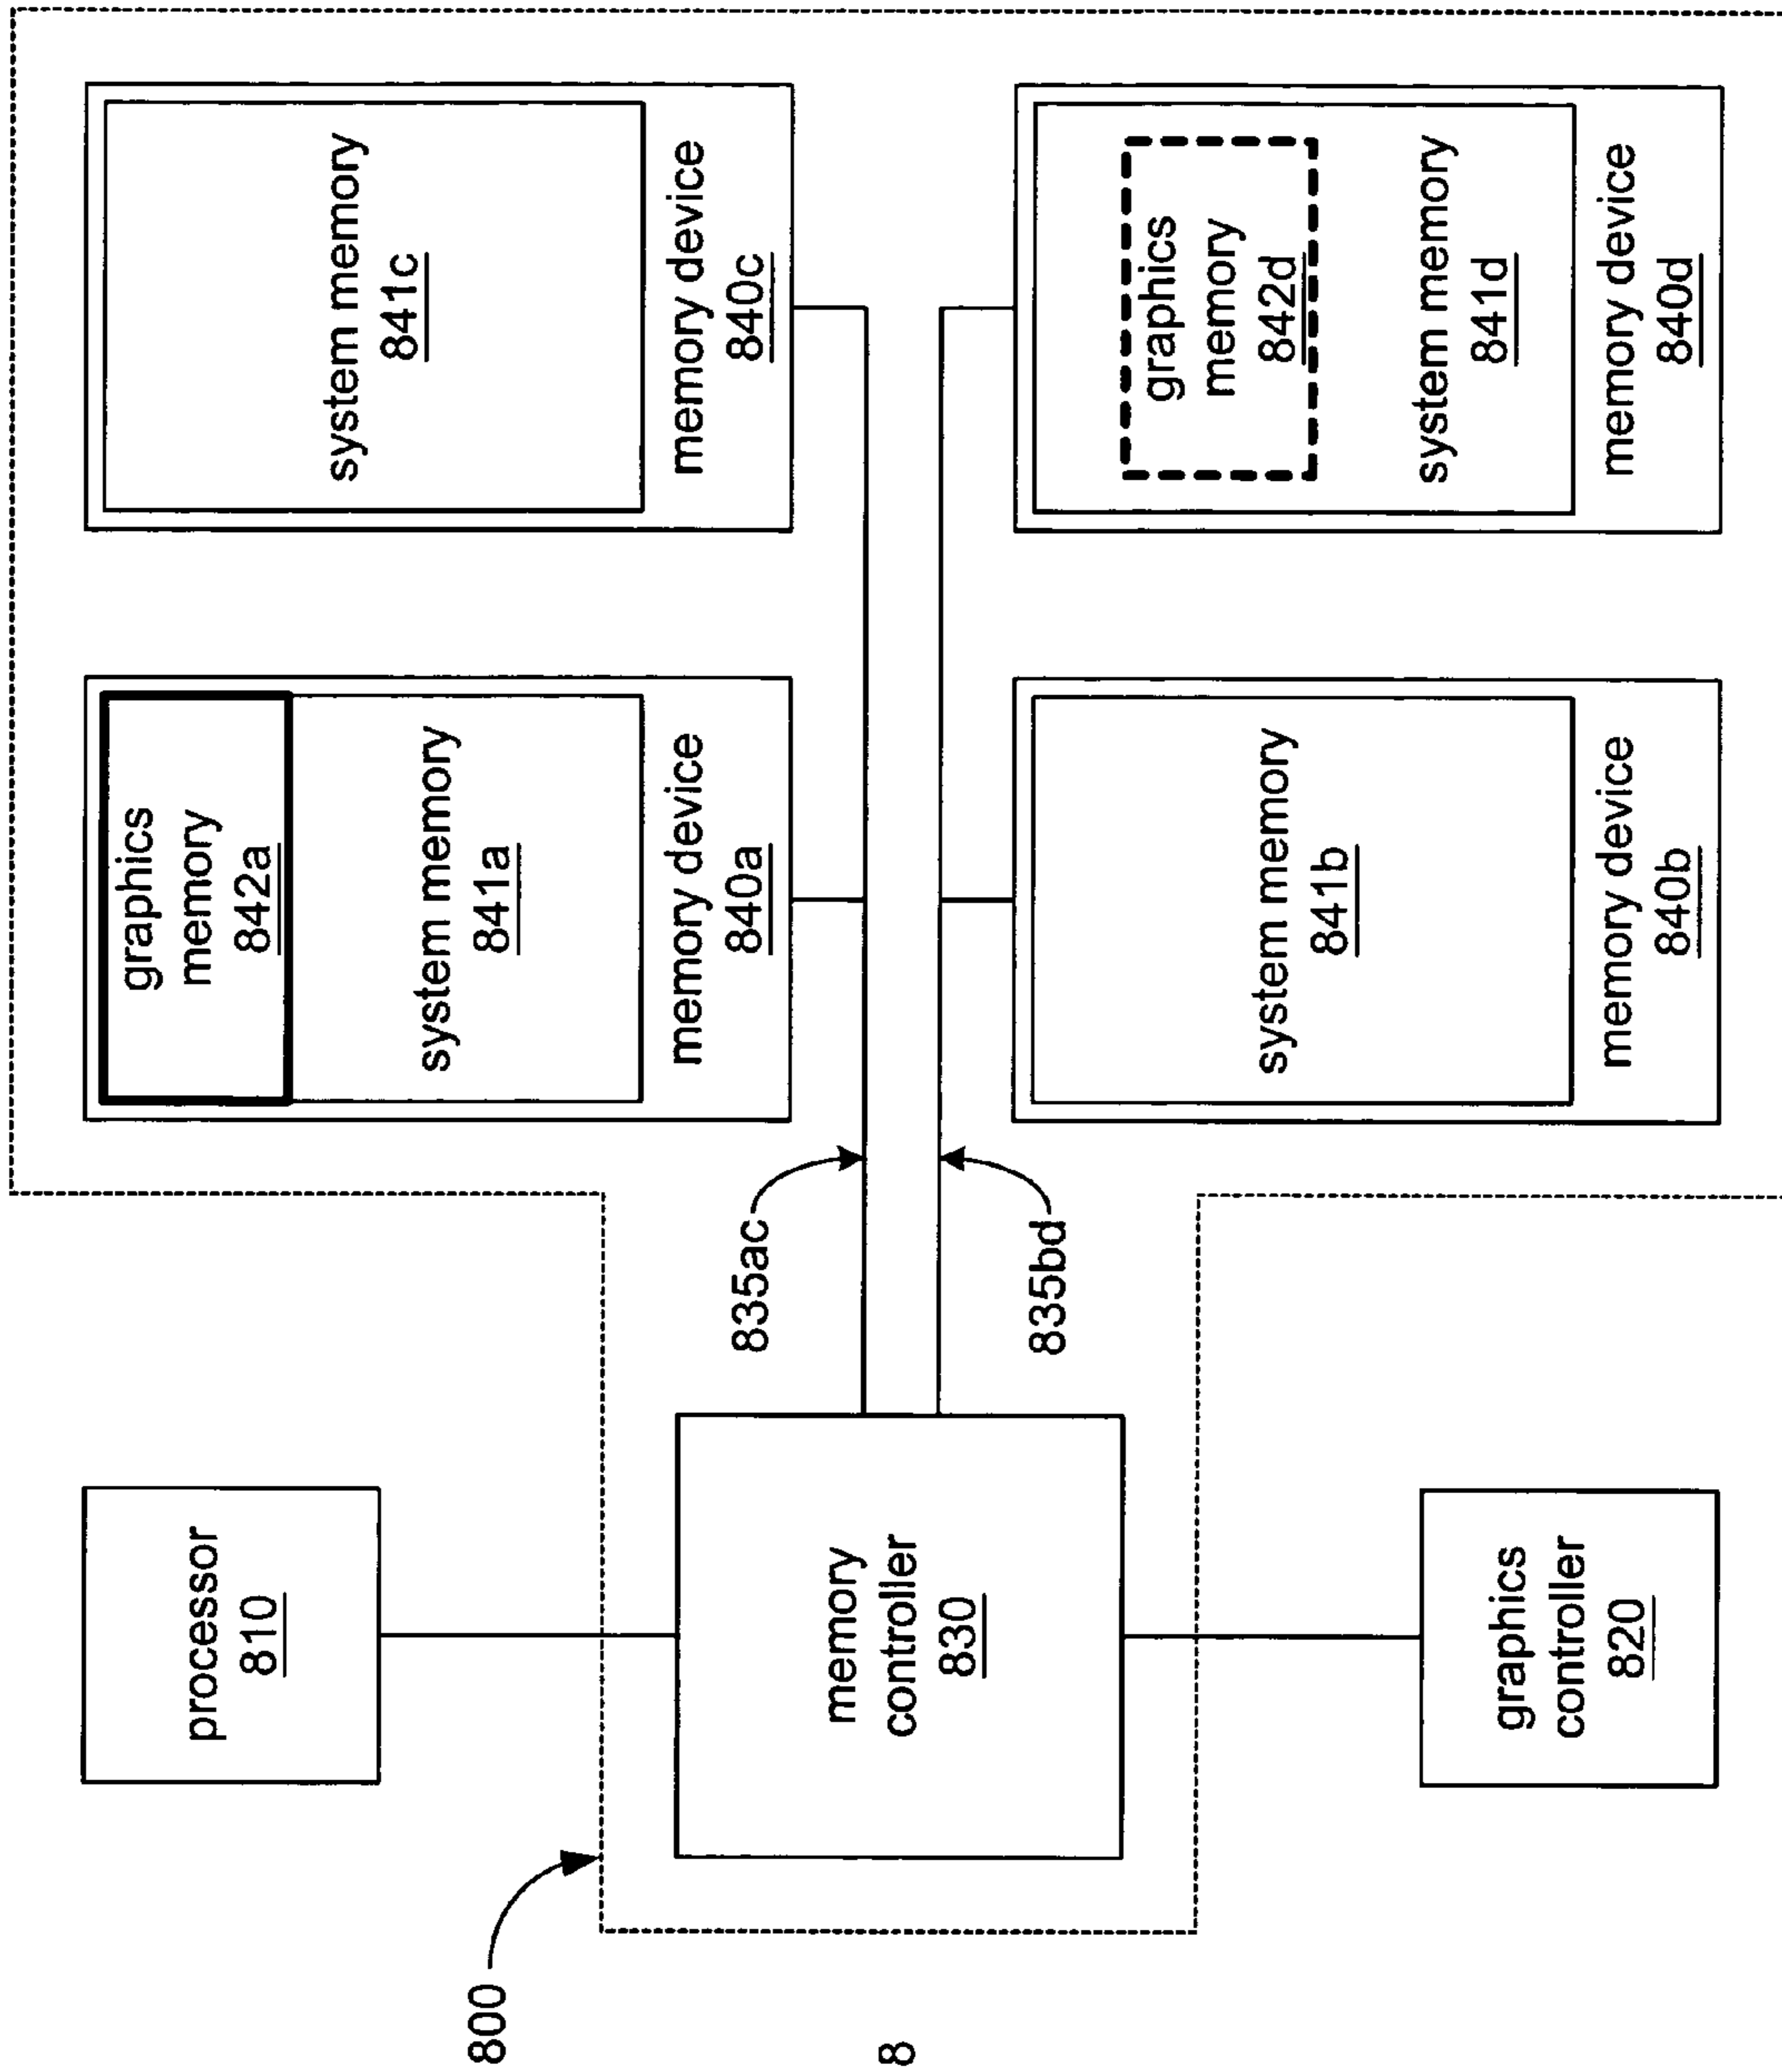 processor
810
graphics
memory
842a
system memory
841a
memory device
840a
system memory
841c
memory device
840c
800
835ac
memory
controller
830
8
835bd
system memory
841b
memory device
840b
graphics
memory
842d
system memory
841d
memory device
840d
graphics
controller
820